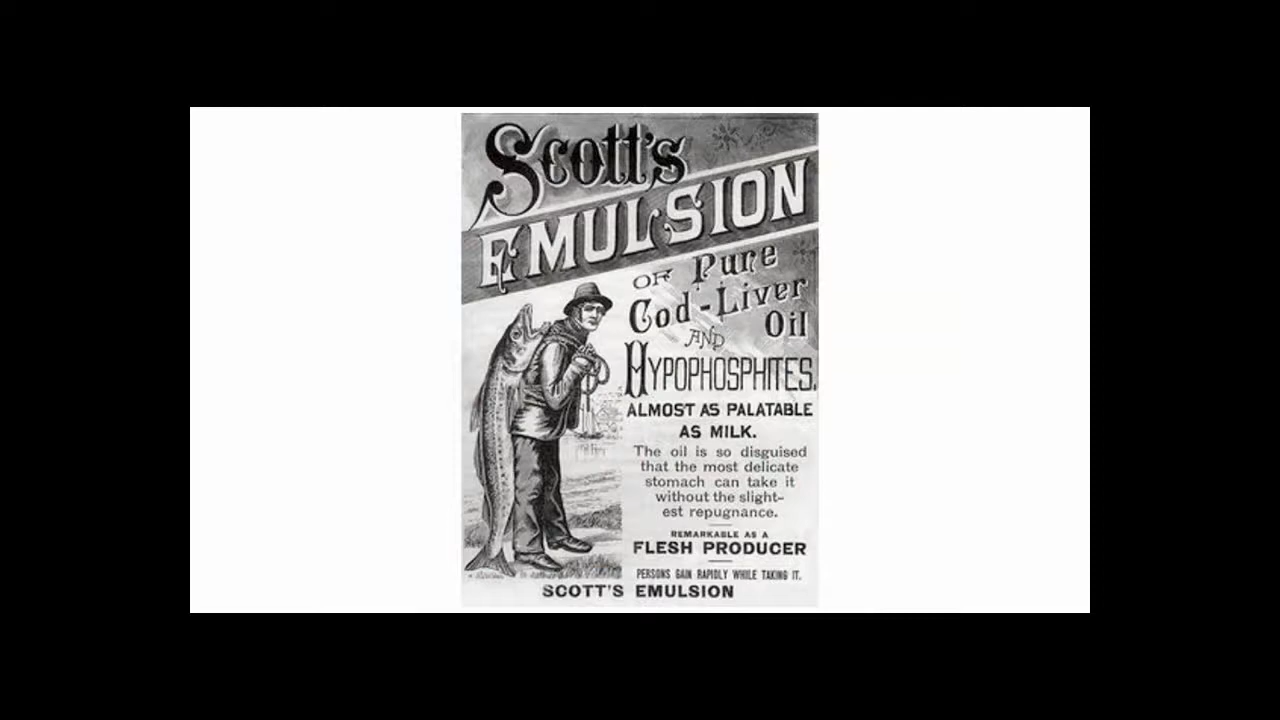 Scott's
EMULSION
OF Pure
Cod-Liver
Oil
AND
HYPOPHOSPHITES.
ALMOST AS PALATABLE
AS MILK.
The oil is so disguised
that the most delicate
stomach can take it
without the slight-
est repugnance.
REMARKABLE AS A
FLESH PRODUCER
PERSONS GAIN RAPIDLY WHILE TAKING IT.
SCOTT'S EMULSION